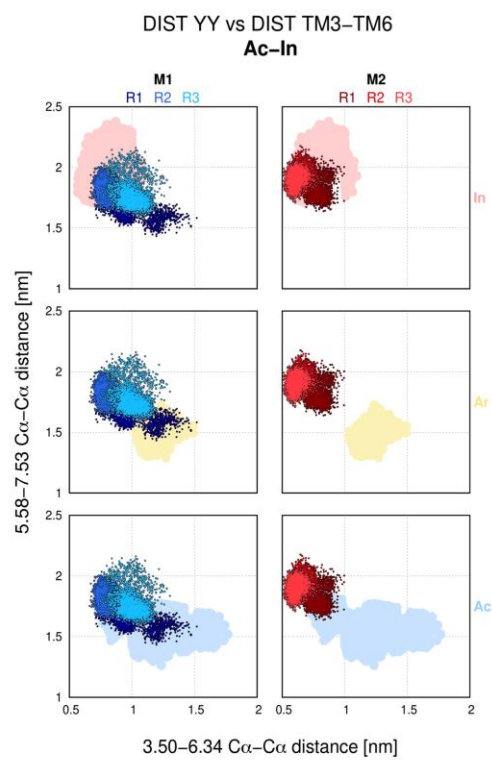 DIST YY vs DIST TM3–TM6
Ac–In
M1 M2
R1 R2 R3 R1 R2 R3
2.5
2
1.5
1
In
2.5
2
1.5
1
Ar
2.5
2
1.5
1
Ac
0.5 1 1.5 2 0.5 1 1.5 2
5.58–7.53 Cα–Cα distance [nm]
3.50–6.34 Cα–Cα distance [nm]